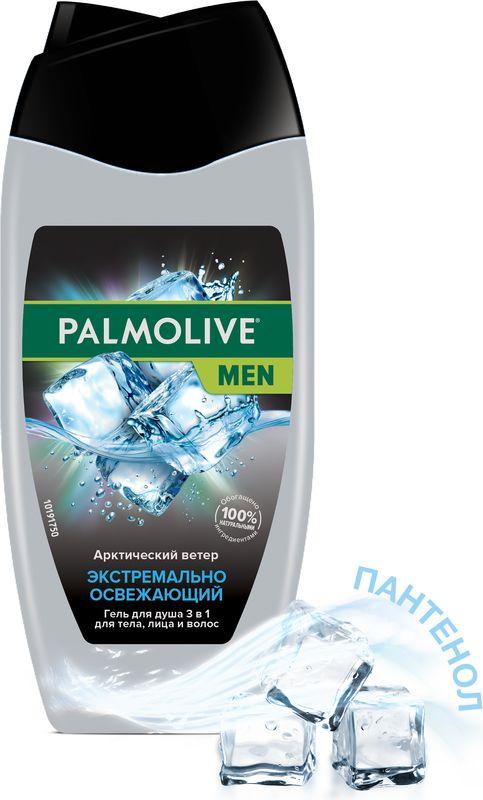 PALMOLIVE®
MEN
10191750
Обогащено
100%
НАТУРАЛЬНЫМИ
ингредиентами
Арктический ветер
ЭКСТРЕМАЛЬНО
ОСВЕЖАЮЩИЙ
Гель для душа 3 в 1
для тела, лица и волос
ПАНТЕНОЛ